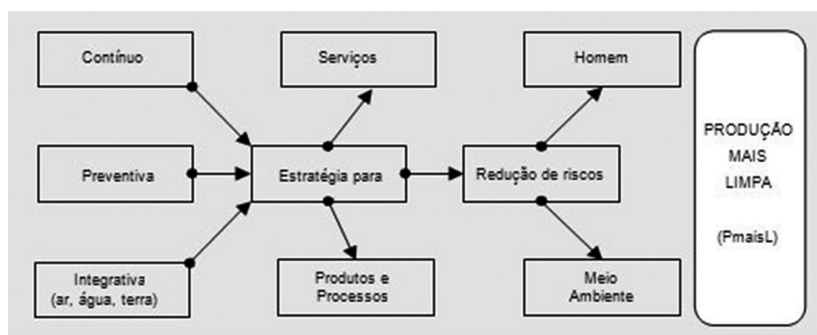 Contínuo
Serviços
Homem
Preventiva
Estratégia para
Redução de riscos
Integrativa
(ar, água, terra)
Produtos e
Processos
Meio
Ambiente
PRODUÇÃO
MAIS
LIMPA
(PmaisL)